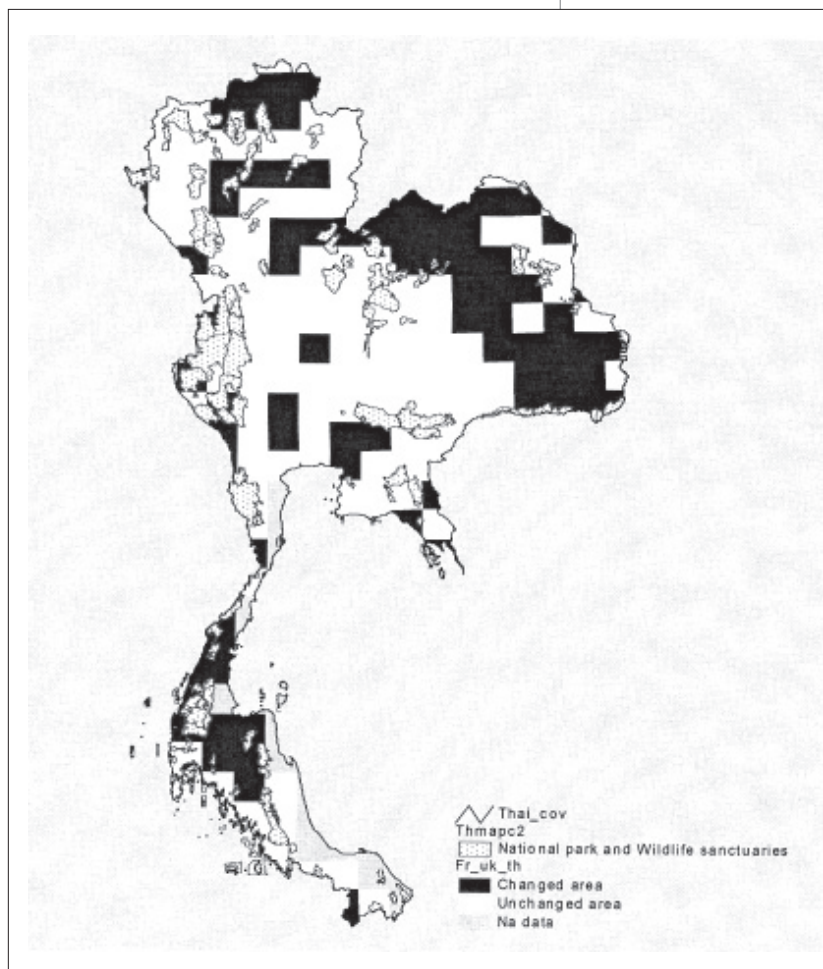 Thai_cov
Thmapc2
National park and Wildlife sanctuaries
Fr_uk_th
Changed area
Unchanged area
Na data